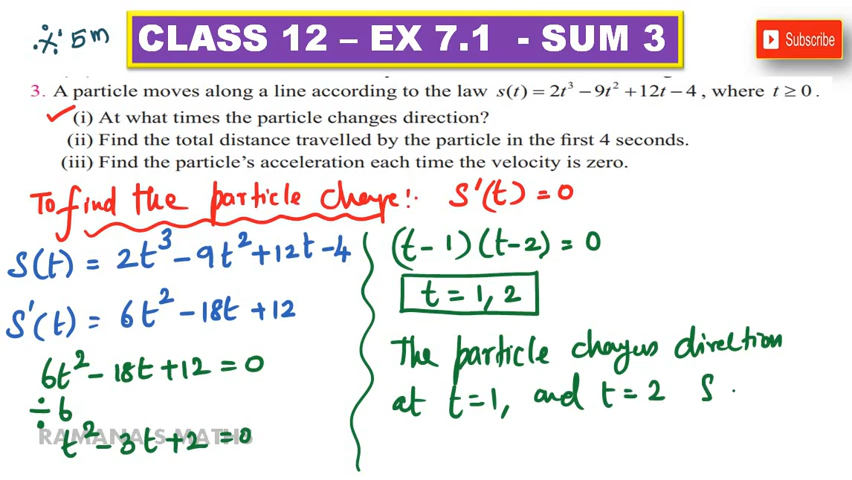 5m
CLASS 12 – EX 7.1 - SUM 3
Subscribe
3. A particle moves along a line according to the law s(t) = 2t³ − 9t² + 12t − 4, where t ≥ 0.
(i) At what times the particle changes direction?
(ii) Find the total distance travelled by the particle in the first 4 seconds.
(iii) Find the particle's acceleration each time the velocity is zero.
To find the particle change!. S'(t) = 0
S(t) = 2t³ − 9t² + 12t − 4
S'(t) = 6t² − 18t + 12
6t² − 18t + 12 = 0
÷ 6
t² − 3t + 2 = 0
RAMANA'S MATHS
(t − 1) (t − 2) = 0
t = 1, 2
The particle changes direction
at t = 1, and t = 2 S